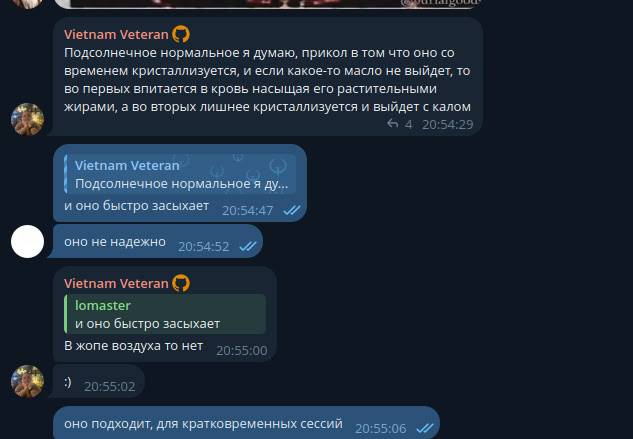 Vietnam Veteran
Подсолнечное нормальное я думаю, прикол в том что оно со
временем кристаллизуется, и если какое-то масло не выйдет, то
во первых впитается в кровь насыщая его растительными
жирами, а во вторых лишнее кристаллизуется и выйдет с калом
4 20:54:29
Vietnam Veteran
Подсолнечное нормальное я ду...
и оно быстро засыхает 20:54:47
оно не надежно 20:54:52
Vietnam Veteran
lomaster
и оно быстро засыхает
В жопе воздуха то нет 20:55:00
:) 20:55:02
оно подходит, для кратковременных сессий 20:55:06